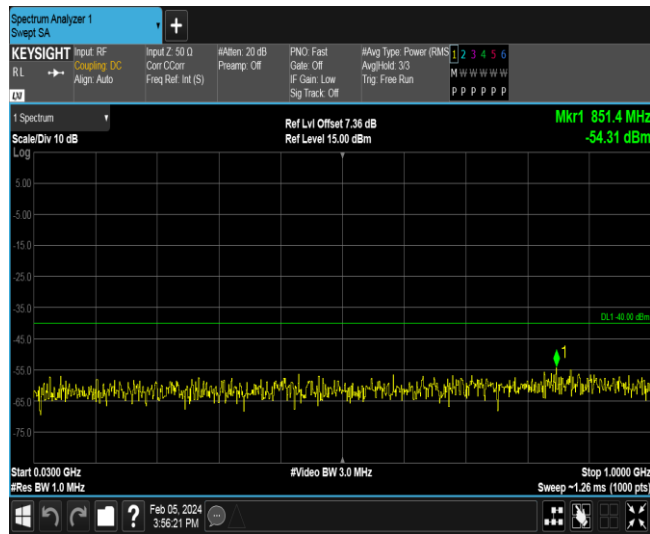 Spectrum Analyzer 1
Swept SA
+
KEYSIGHT
RL
LXI
Input: RF
Coupling: DC
Align: Auto
Input Z: 50 Ω
Corr CCorr
Freq Ref: Int (S)
#Atten: 20 dB
Preamp: Off
PNO: Fast
Gate: Off
IF Gain: Low
Sig Track: Off
#Avg Type: Power (RMS
Avg|Hold: 3/3
Trig: Free Run
1 2 3 4 5 6
M W W W W W
P P P P P P
1 Spectrum
Scale/Div 10 dB
Log
Ref Lvl Offset 7.36 dB
Ref Level 15.00 dBm
Mkr1 851.4 MHz
-54.31 dBm
5.00
-5.00
-15.0
-25.0
-35.0
DL1 -40.00 dBm
-45.0
1
-55.0
-65.0
-75.0
Start 0.0300 GHz
#Res BW 1.0 MHz
#Video BW 3.0 MHz
Stop 1.0000 GHz
Sweep ~1.26 ms (1000 pts)
?
Feb 05, 2024
3:56:21 PM